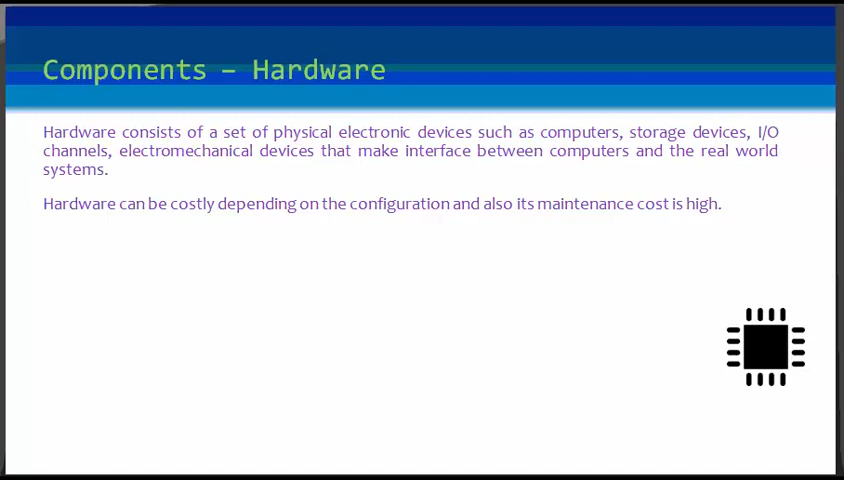 Components – Hardware
Hardware consists of a set of physical electronic devices such as computers, storage devices, I/O
channels, electromechanical devices that make interface between computers and the real world
systems.
Hardware can be costly depending on the configuration and also its maintenance cost is high.